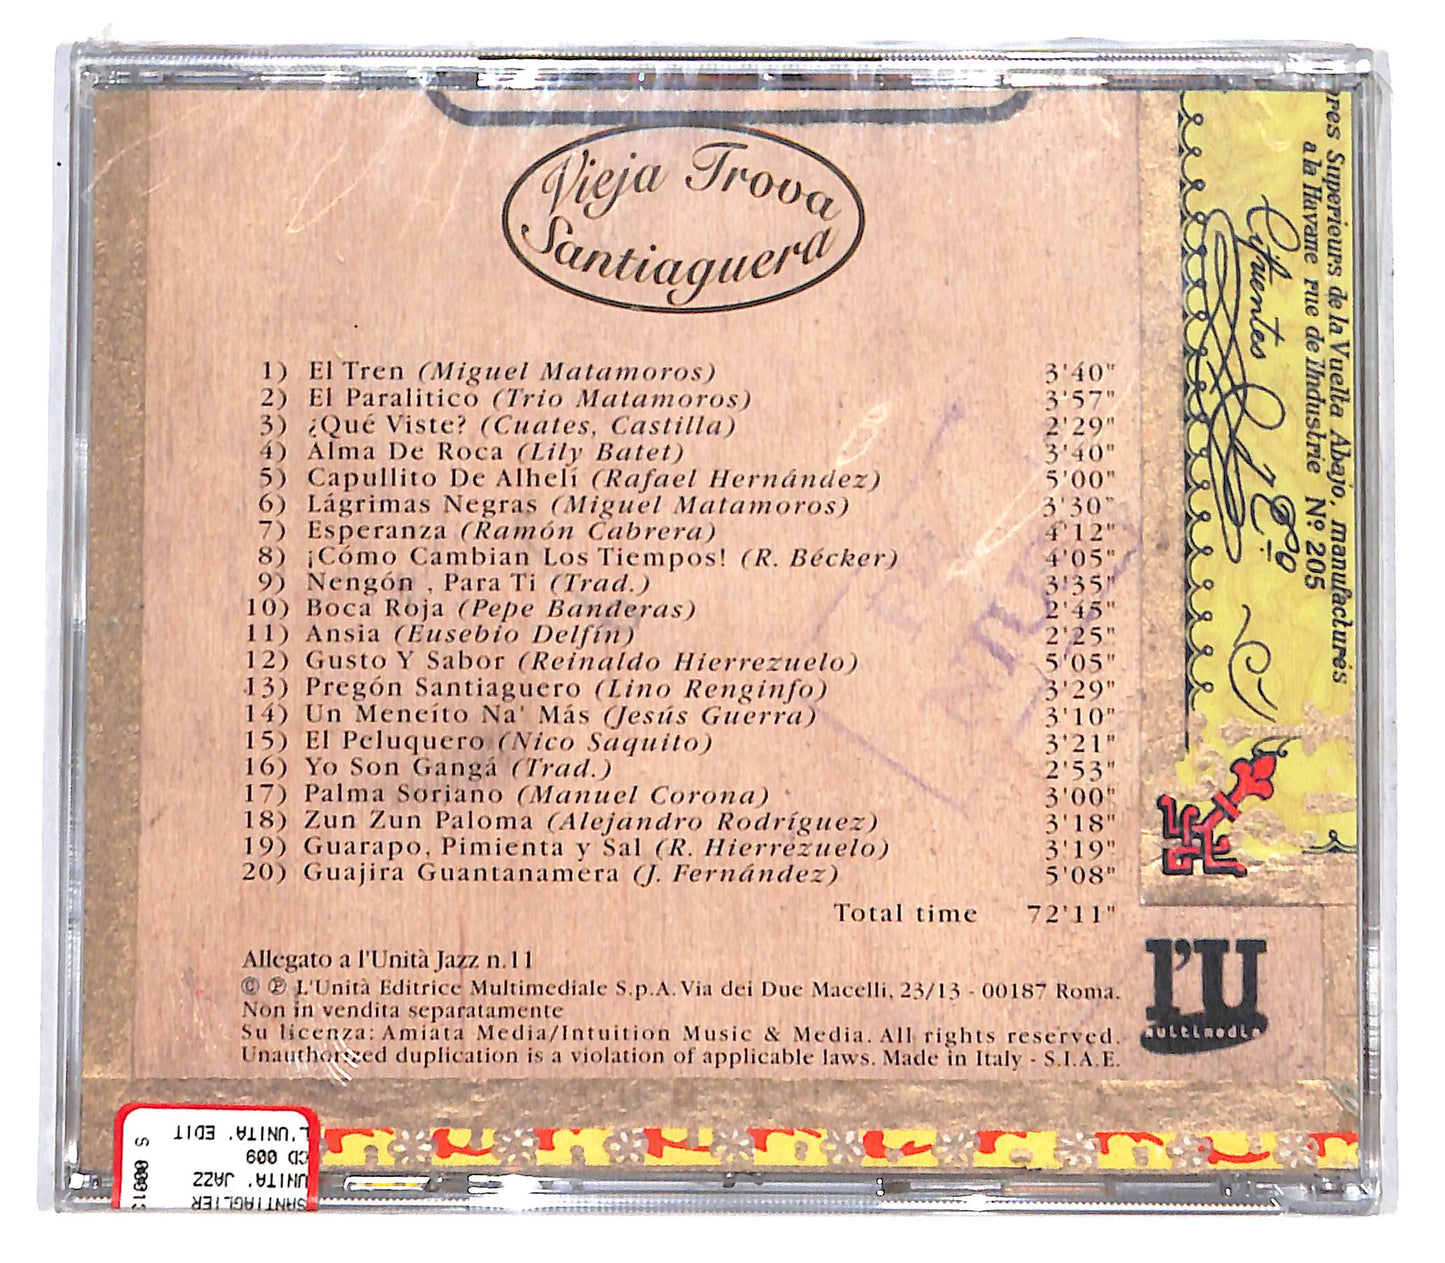 Vieja Trova
Santiaguera
1) El Tren (Miguel Matamoros) 3'40"
2) El Paralitico (Trio Matamoros) 3'57"
3) ¿Qué Viste? (Cuates, Castilla) 2'29"
4) Alma De Roca (Lily Batet) 3'40"
5) Capullito De Alhelí (Rafael Hernández) 5'00"
6) Lágrimas Negras (Miguel Matamoros) 3'30"
7) Esperanza (Ramón Cabrera) 4'12"
8) ¡Cómo Cambian Los Tiempos! (R. Bécker) 4'05"
9) Nengón , Para Ti (Trad.) 3'35"
10) Boca Roja (Pepe Banderas) 2'45"
11) Ansia (Eusebio Delfín) 2'25"
12) Gusto Y Sabor (Reinaldo Hierrezuelo) 5'05"
13) Pregón Santiaguero (Lino Renginfo) 3'29"
14) Un Meneíto Na' Más (Jesús Guerra) 3'10"
15) El Peluquero (Nico Saquito) 3'21"
16) Yo Son Gangá (Trad.) 2'53"
17) Palma Soriano (Manuel Corona) 3'00"
18) Zun Zun Paloma (Alejandro Rodríguez) 3'18"
19) Guarapo, Pimienta y Sal (R. Hierrezuelo) 3'19"
20) Guajira Guantanamera (J. Fernández) 5'08"
Total time 72'11"
Allegato a l'Unità Jazz n.11
© ℗ L'Unità Editrice Multimediale S.p.A. Via dei Due Macelli, 23/13 - 00187 Roma.
Non in vendita separatamente
Su licenza: Amiata Media/Intuition Music & Media. All rights reserved.
Unauthorized duplication is a violation of applicable laws. Made in Italy - S.I.A.E.
l'U
multimedia
res Superieurs de la Vuelta Abajo, manufacturés
a la Havane rue de l'Industrie Nº 205
Cifuentes
L'UNITA' EDIT
CD 009
UNITA' JAZZ
SANTIAGUER
S 0001